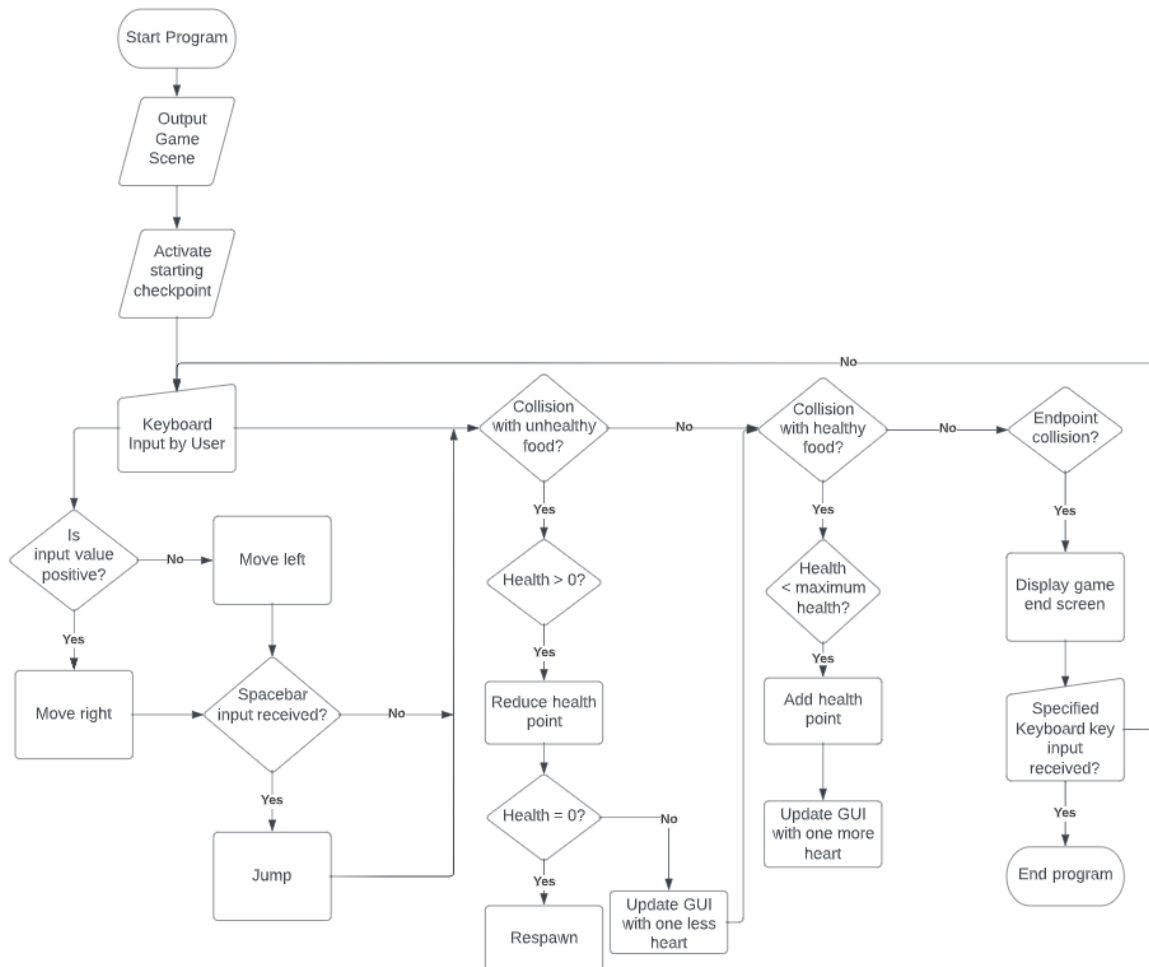 Start Program
Output
Game
Scene
Activate
starting
checkpoint
No
Keyboard
Input by User
Collision
with unhealthy
food?
No
Collision
with healthy
food?
No
Endpoint
collision?
Is
input value
positive?
No
Move left
Yes
Health > 0?
Yes
Health
< maximum
health?
Yes
Display game
end screen
Yes
Move right
Spacebar
input received?
No
Yes
Reduce health
point
Yes
Add health
point
Specified
Keyboard key
input
received?
Yes
Jump
Health = 0?
No
Yes
Respawn
Update GUI
with one less
heart
Update GUI
with one more
heart
Yes
End program